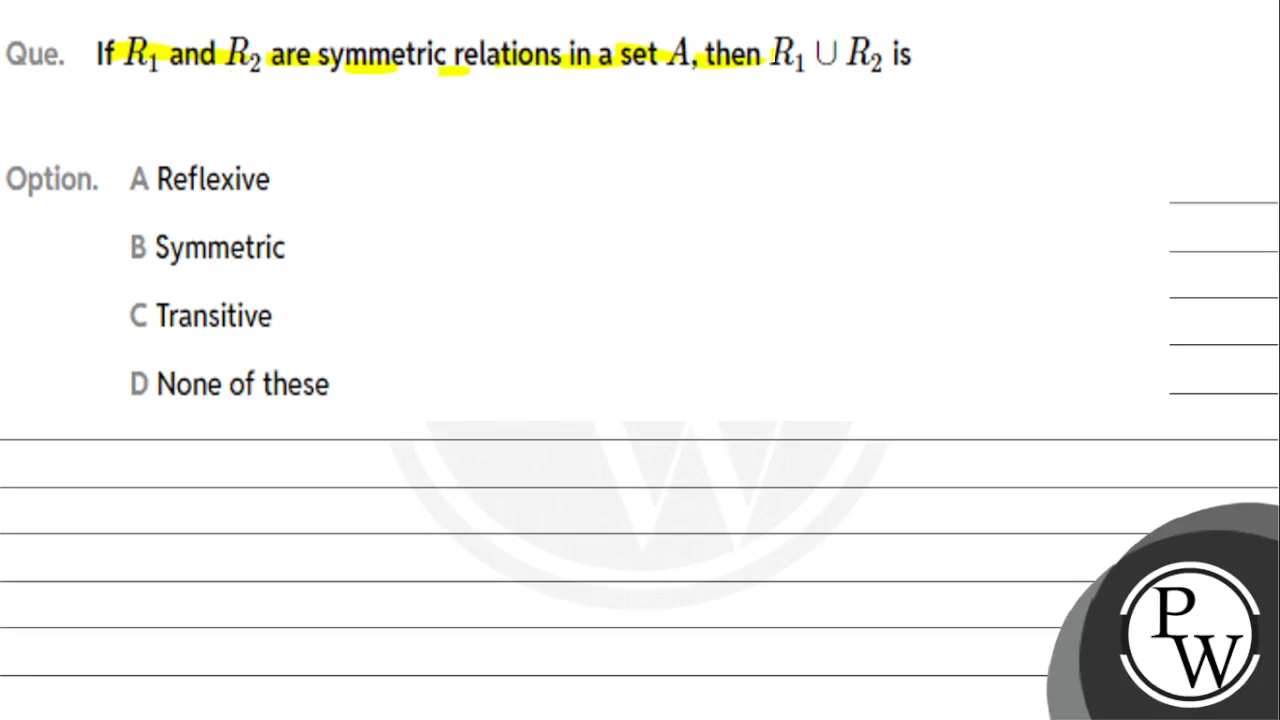 Que. If R₁ and R₂ are symmetric relations in a set A, then R₁ ∪ R₂ is
Option. A Reflexive
B Symmetric
C Transitive
D None of these
W
P
W